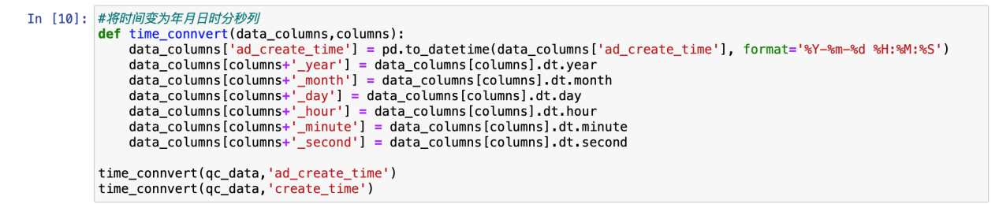 In [10]: #将时间变为年月日时分秒列
def time_connvert(data_columns,columns):
    data_columns['ad_create_time'] = pd.to_datetime(data_columns['ad_create_time'], format='%Y-%m-%d %H:%M:%S')
    data_columns[columns+'_year'] = data_columns[columns].dt.year
    data_columns[columns+'_month'] = data_columns[columns].dt.month
    data_columns[columns+'_day'] = data_columns[columns].dt.day
    data_columns[columns+'_hour'] = data_columns[columns].dt.hour
    data_columns[columns+'_minute'] = data_columns[columns].dt.minute
    data_columns[columns+'_second'] = data_columns[columns].dt.second
time_connvert(qc_data,'ad_create_time')
time_connvert(qc_data,'create_time')